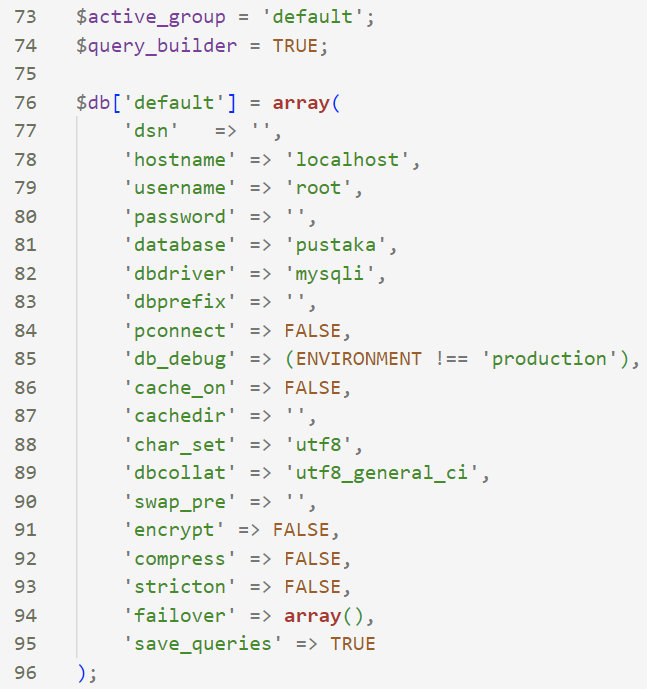 73 $active_group = 'default';
74 $query_builder = TRUE;
75
76 $db['default'] = array(
77 'dsn'   => '',
78 'hostname' => 'localhost',
79 'username' => 'root',
80 'password' => '',
81 'database' => 'pustaka',
82 'dbdriver' => 'mysqli',
83 'dbprefix' => '',
84 'pconnect' => FALSE,
85 'db_debug' => (ENVIRONMENT !== 'production'),
86 'cache_on' => FALSE,
87 'cachedir' => '',
88 'char_set' => 'utf8',
89 'dbcollat' => 'utf8_general_ci',
90 'swap_pre' => '',
91 'encrypt' => FALSE,
92 'compress' => FALSE,
93 'stricton' => FALSE,
94 'failover' => array(),
95 'save_queries' => TRUE
96 );